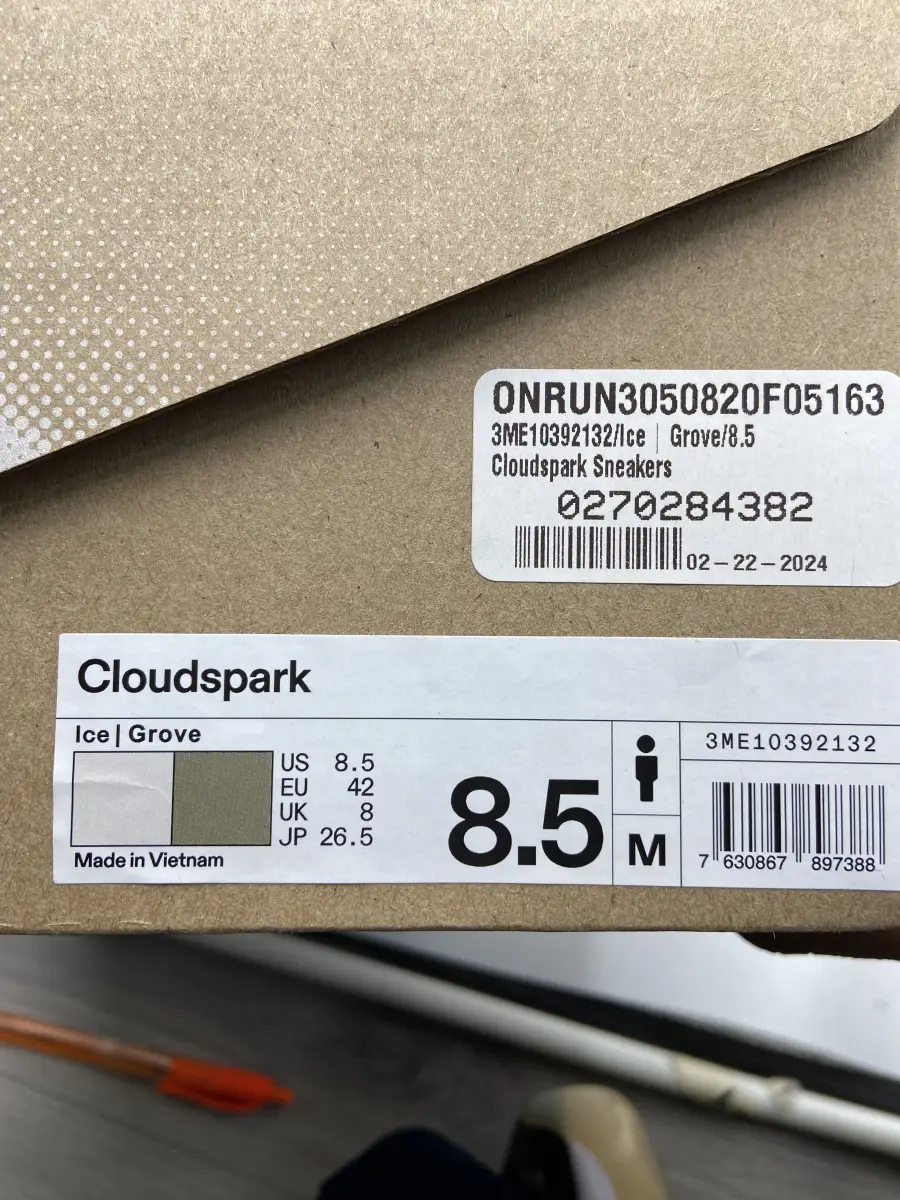 ONRUN3050820F05163
3ME10392132/Ice | Grove/8.5
Cloudspark Sneakers
0270284382
02-22-2024
Cloudspark
Ice | Grove
US 8.5
EU 42
UK 8
JP 26.5
Made in Vietnam
8.5
M
3ME10392132
7 630867 897388